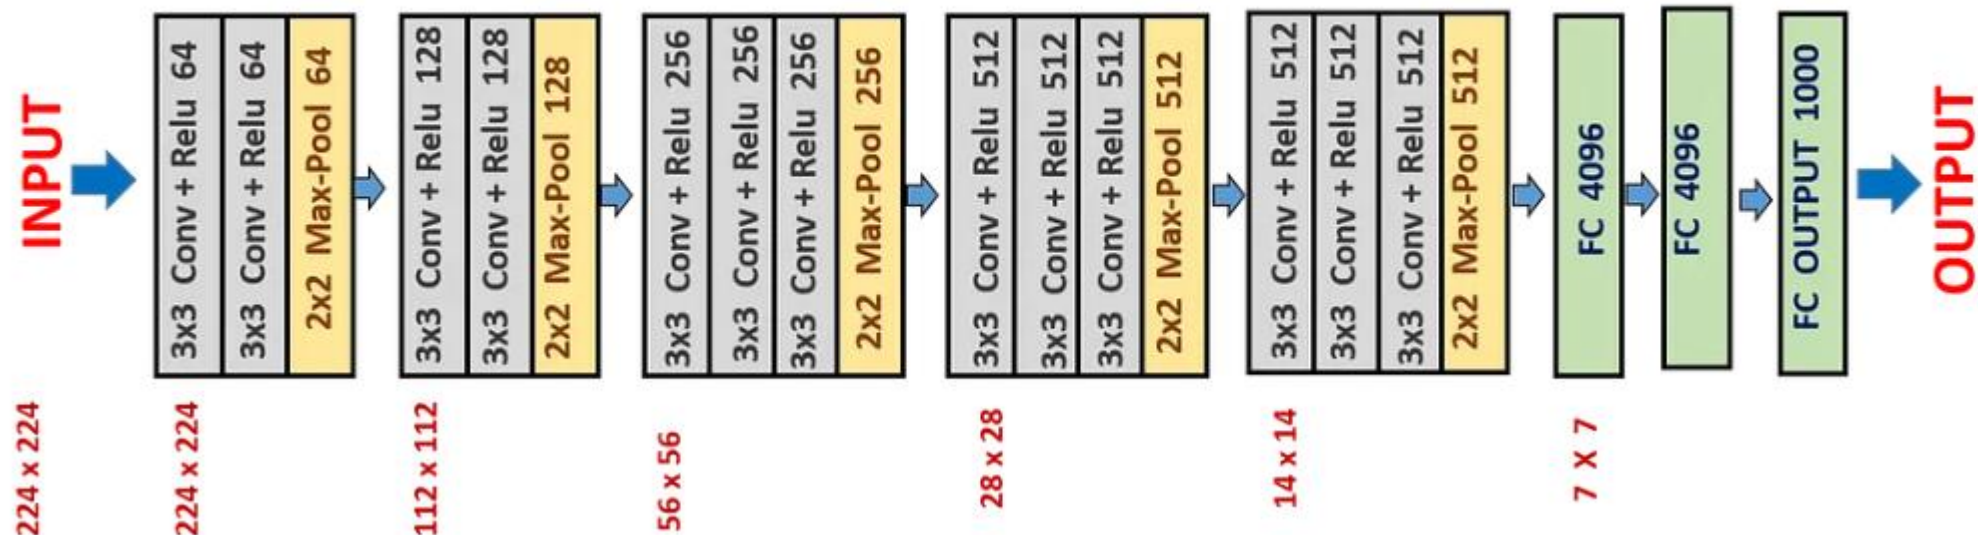 INPUT
3x3 Conv + Relu 64
3x3 Conv + Relu 64
2x2 Max-Pool 64
3x3 Conv + Relu 128
3x3 Conv + Relu 128
2x2 Max-Pool 128
3x3 Conv + Relu 256
3x3 Conv + Relu 256
3x3 Conv + Relu 256
2x2 Max-Pool 256
3x3 Conv + Relu 512
3x3 Conv + Relu 512
3x3 Conv + Relu 512
2x2 Max-Pool 512
3x3 Conv + Relu 512
3x3 Conv + Relu 512
3x3 Conv + Relu 512
2x2 Max-Pool 512
FC 4096
FC 4096
FC OUTPUT 1000
OUTPUT
224 x 224
224 x 224
112 x 112
56 x 56
28 x 28
14 x 14
7 X 7